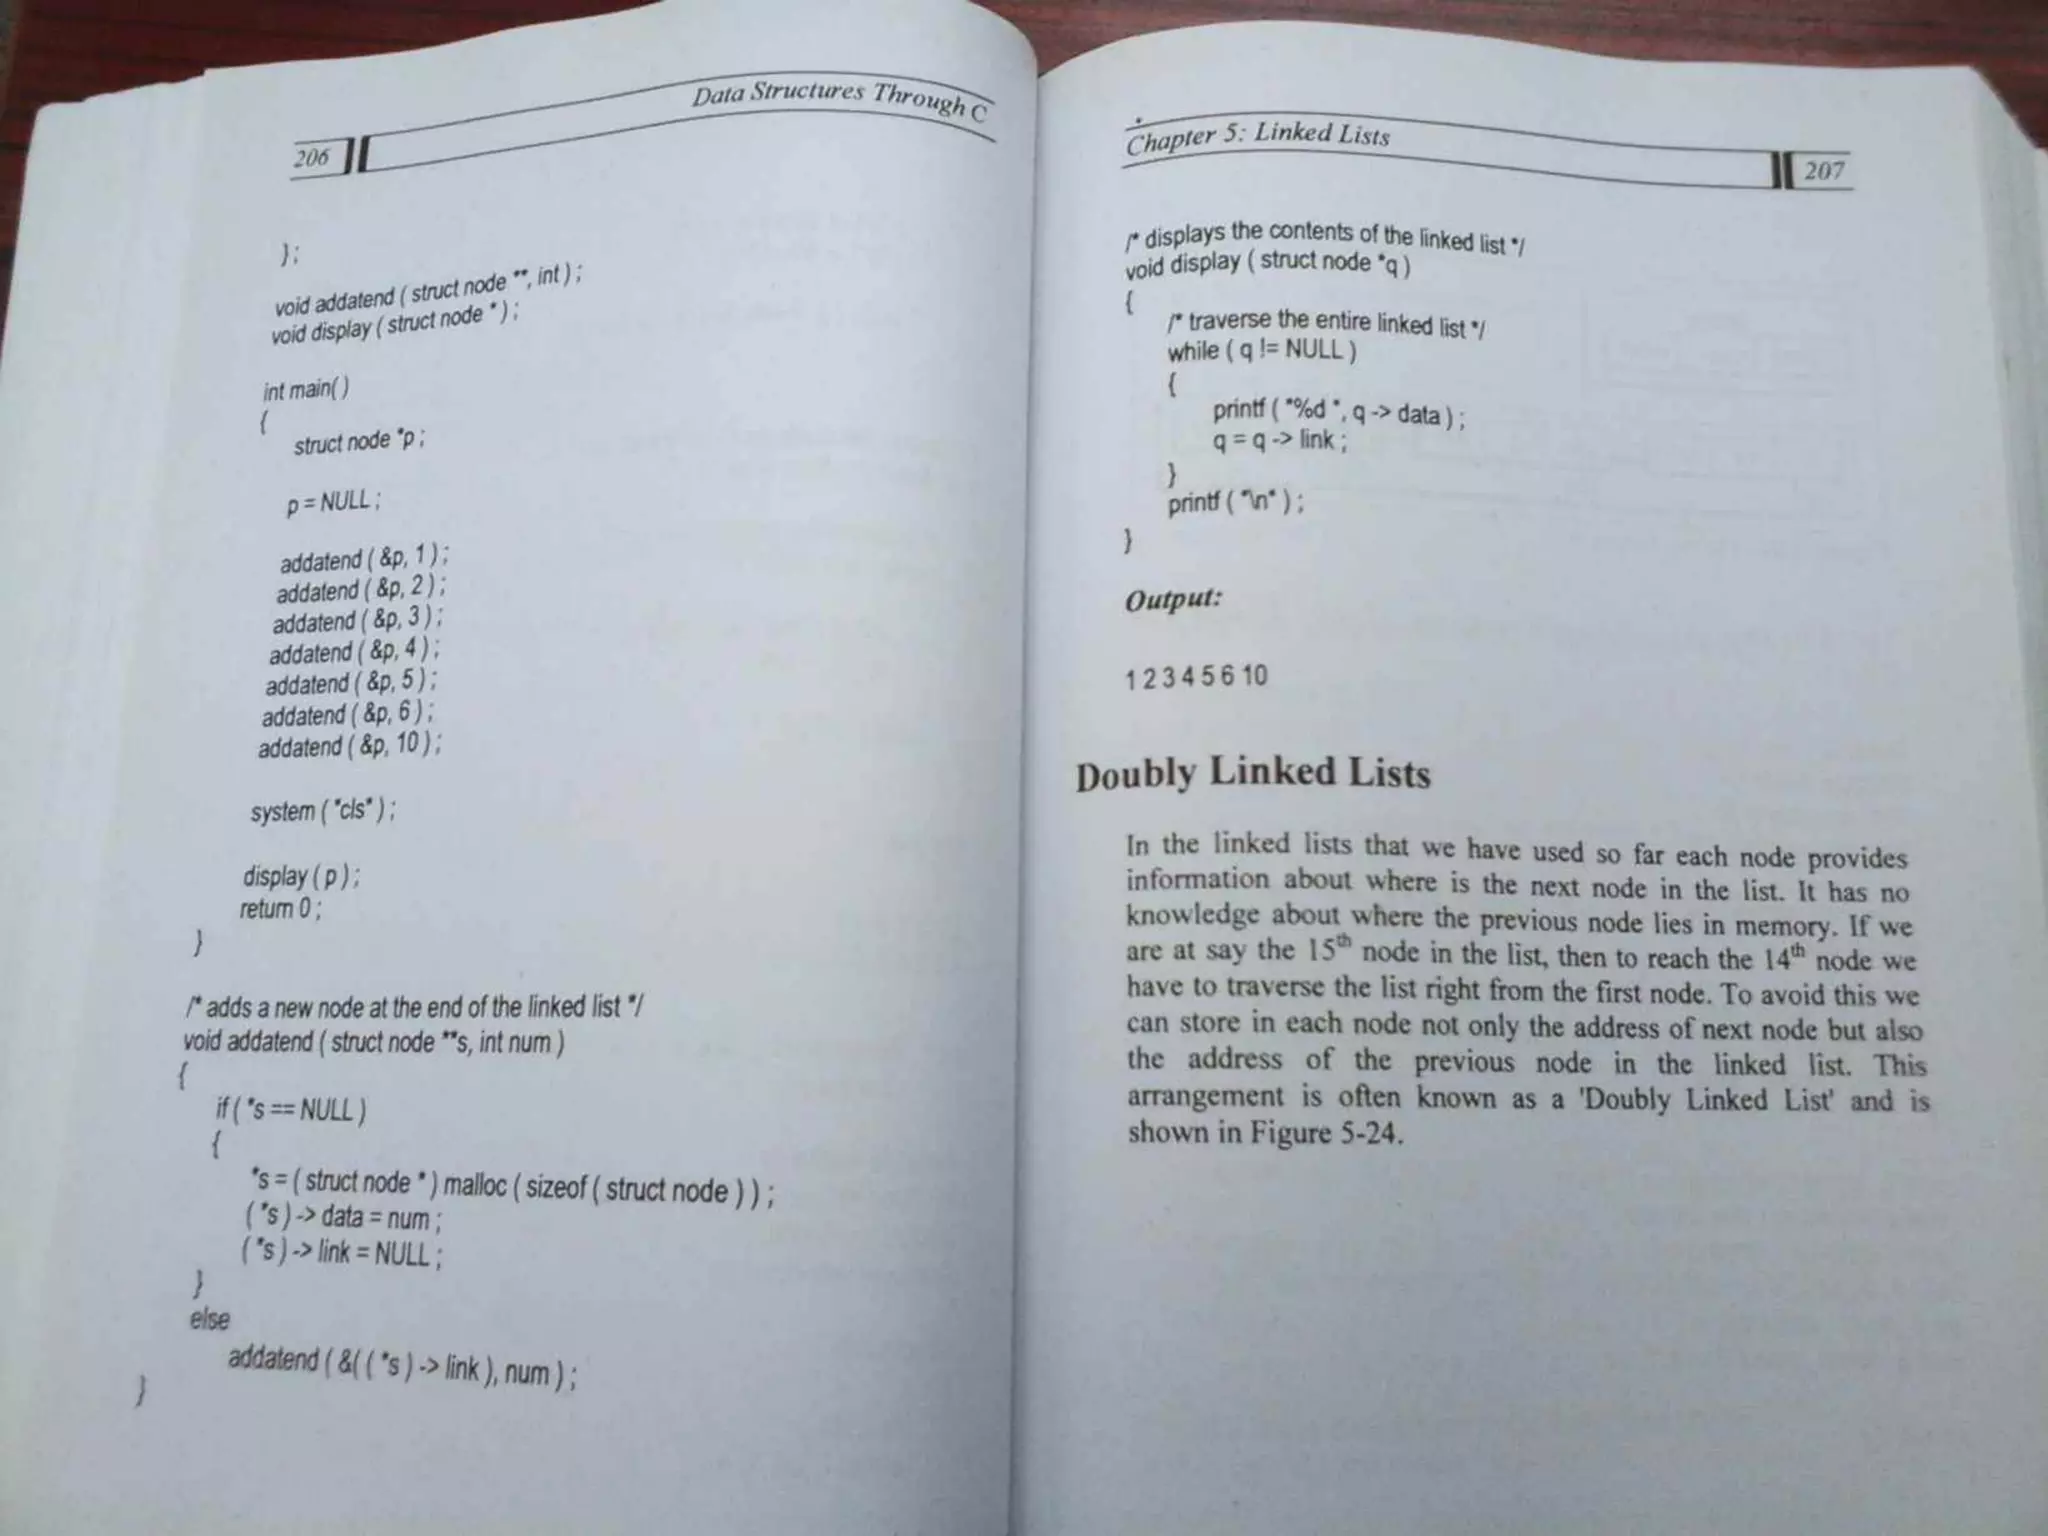 Data Structures Through C
206
} ;
void addatend ( struct node **, int ) ;
void display ( struct node * ) ;
int main( )
{
struct node *p ;
p = NULL ;
addatend ( &p, 1 ) ;
addatend ( &p, 2 ) ;
addatend ( &p, 3 ) ;
addatend ( &p, 4 ) ;
addatend ( &p, 5 ) ;
addatend ( &p, 6 ) ;
addatend ( &p, 10 ) ;
system ( "cls" ) ;
display ( p ) ;
return 0 ;
}
/* adds a new node at the end of the linked list */
void addatend ( struct node **s, int num )
{
if ( *s == NULL )
{
*s = ( struct node * ) malloc ( sizeof ( struct node ) ) ;
( *s ) -> data = num ;
( *s ) -> link = NULL ;
}
else
addatend ( &( ( *s ) -> link ), num ) ;
}
Chapter 5: Linked Lists
207
/* displays the contents of the linked list */
void display ( struct node *q )
{
/* traverse the entire linked list */
while ( q != NULL )
{
printf ( "%d ", q -> data ) ;
q = q -> link ;
}
printf ( "\n" ) ;
}
Output:
1 2 3 4 5 6 10
Doubly Linked Lists
In the linked lists that we have used so far each node provides
information about where is the next node in the list. It has no
knowledge about where the previous node lies in memory. If we
are at say the 15th node in the list, then to reach the 14th node we
have to traverse the list right from the first node. To avoid this we
can store in each node not only the address of next node but also
the address of the previous node in the linked list. This
arrangement is often known as a 'Doubly Linked List' and is
shown in Figure 5-24.